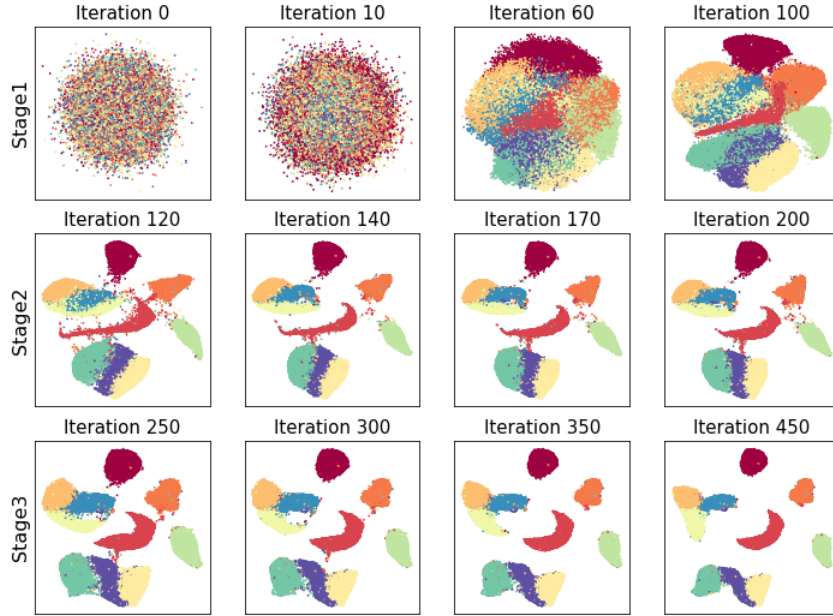 Iteration 0
Iteration 10
Iteration 60
Iteration 100
Stage1
Iteration 120
Iteration 140
Iteration 170
Iteration 200
Stage2
Iteration 250
Iteration 300
Iteration 350
Iteration 450
Stage3